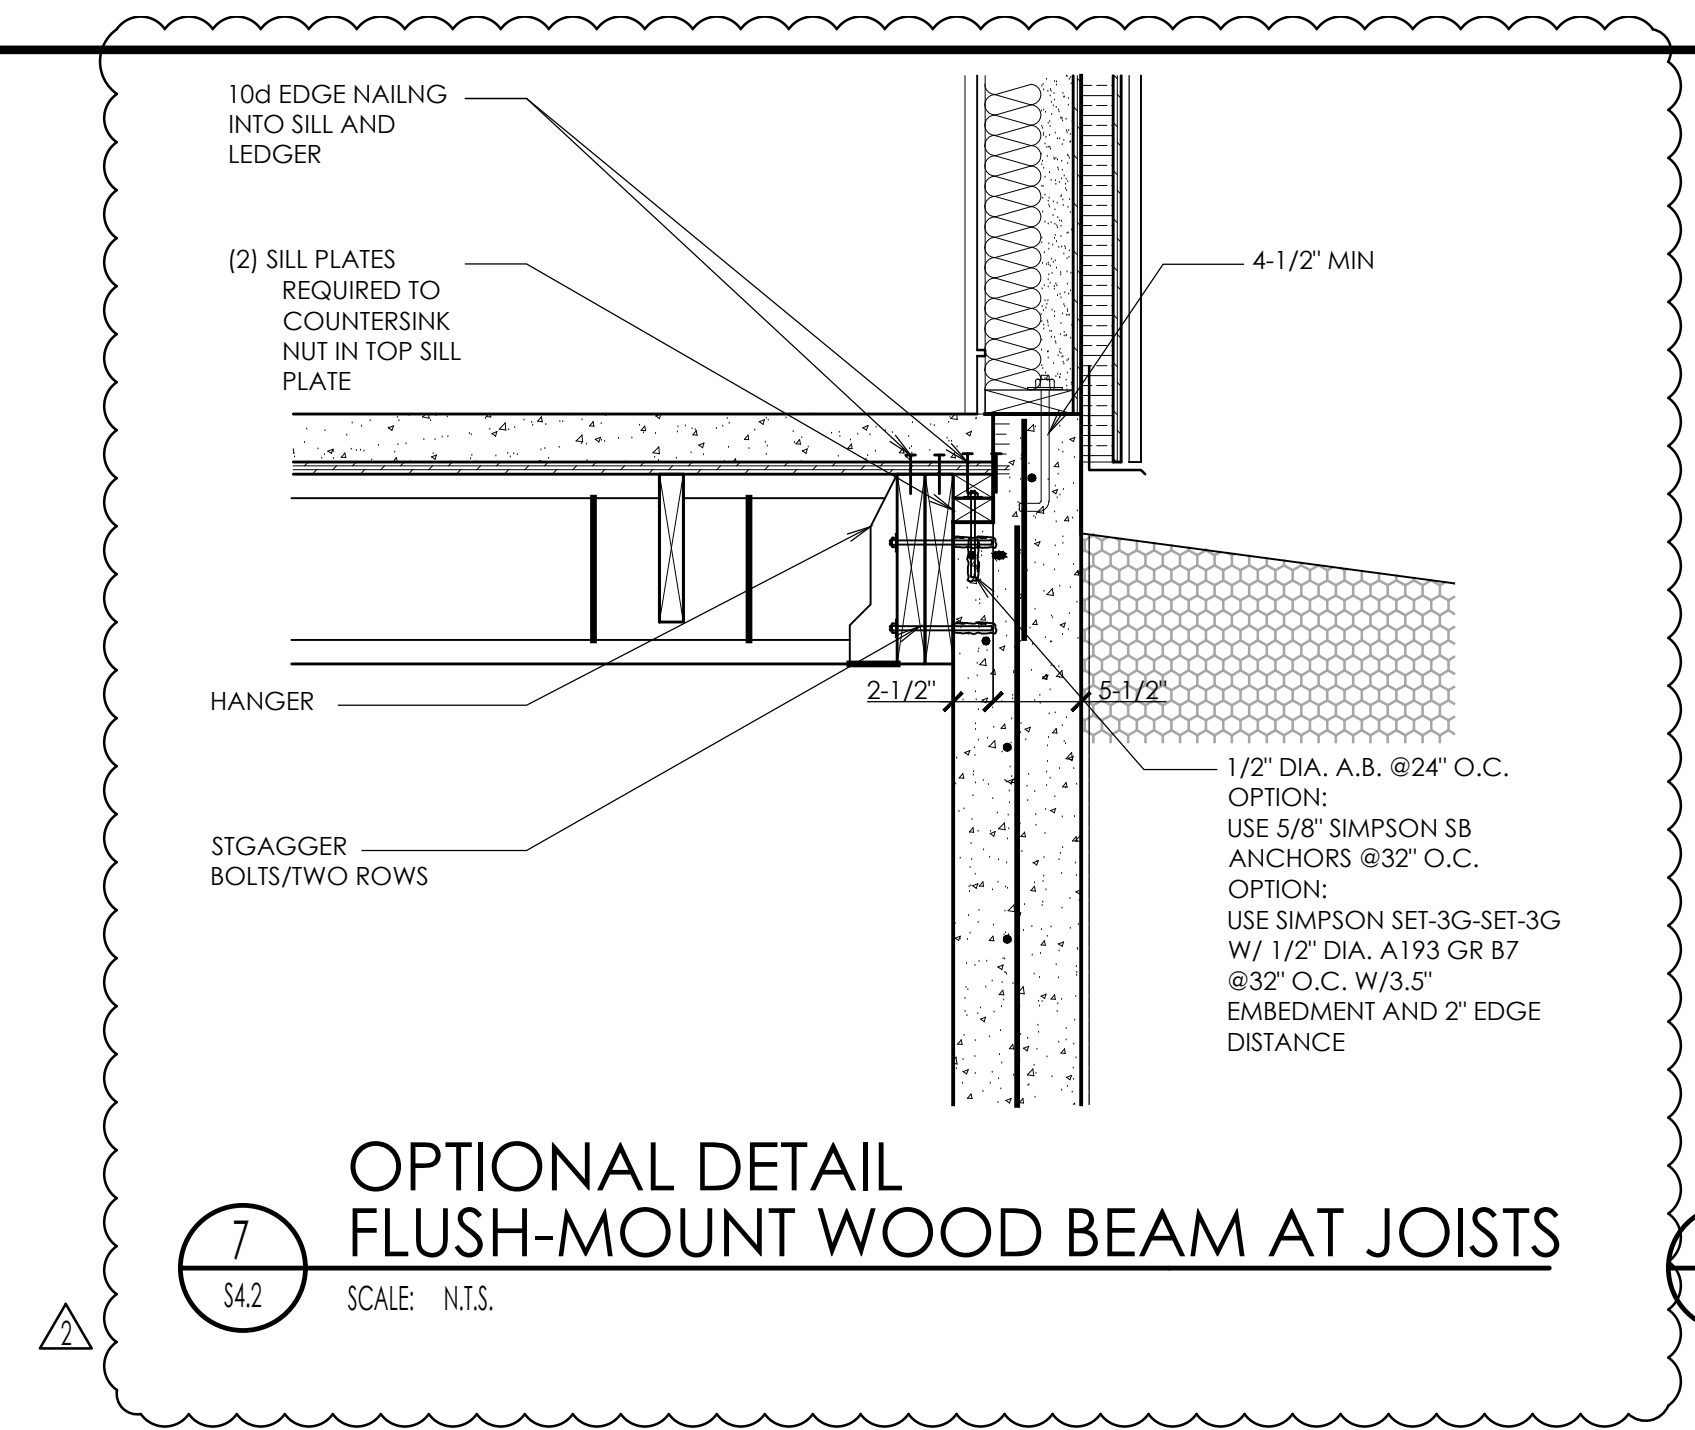 10d EDGE NAILNG
INTO SILL AND
LEDGER
(2) SILL PLATES
REQUIRED TO
COUNTERSINK
NUT IN TOP SILL
PLATE
4-1/2" MIN
HANGER
2-1/2"
5-1/2"
STGAGGER
BOLTS/TWO ROWS
1/2" DIA. A.B. @24" O.C.
OPTION:
USE 5/8" SIMPSON SB
ANCHORS @32" O.C.
OPTION:
USE SIMPSON SET-3G-SET-3G
W/ 1/2" DIA. A193 GR B7
@32" O.C. W/3.5"
EMBEDMENT AND 2" EDGE
DISTANCE
OPTIONAL DETAIL
FLUSH-MOUNT WOOD BEAM AT JOISTS
7
S4.2
SCALE: N.T.S.
2